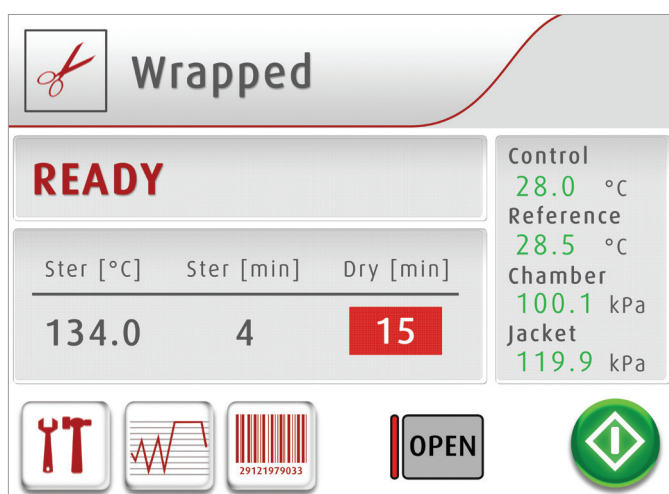 Wrapped
READY
Ster [°C] Ster [min] Dry [min]
134.0 4 15
Control
28.0 °C
Reference
28.5 °C
Chamber
100.1 kPa
Jacket
119.9 kPa
29121979033
OPEN